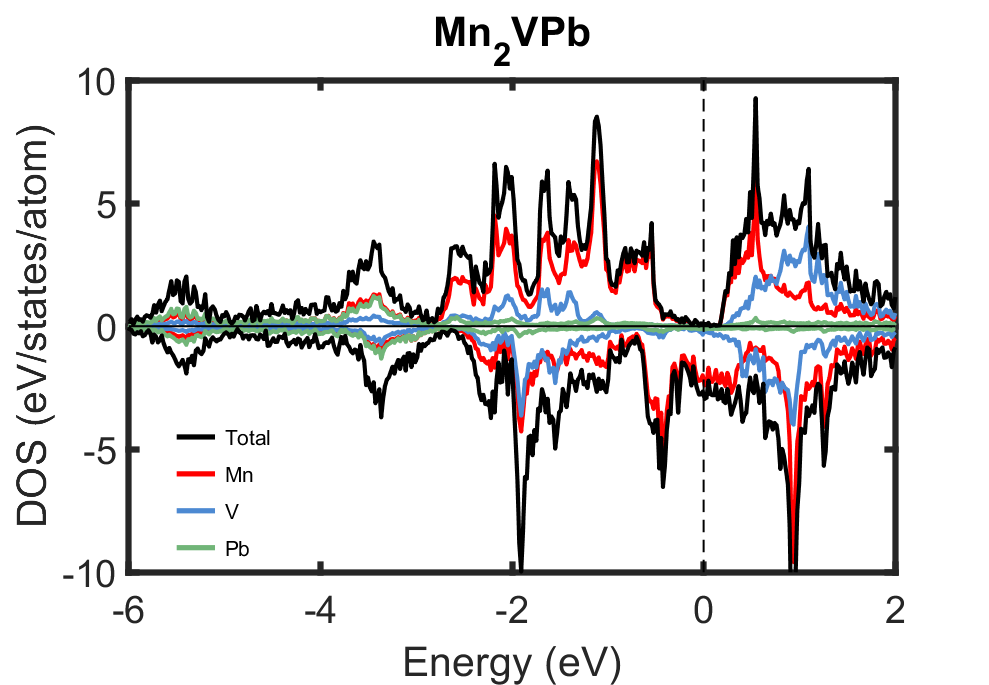 Mn₂VPb
DOS (eV/states/atom)
10
5
0
-5
-10
Total
Mn
V
Pb
-6 -4 -2 0 2
Energy (eV)